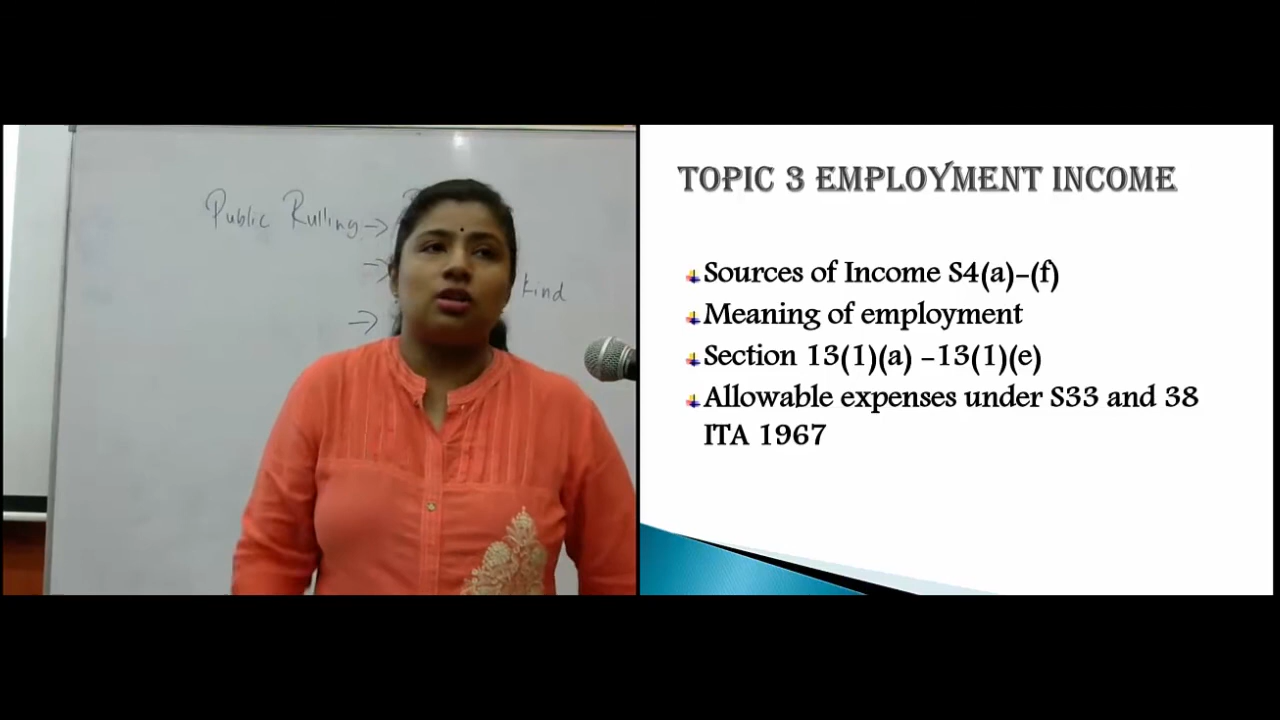 Public Rulling →
→ kind
→
TOPIC 3 EMPLOYMENT INCOME
Sources of Income S4(a)-(f)
Meaning of employment
Section 13(1)(a) -13(1)(e)
Allowable expenses under S33 and 38
ITA 1967